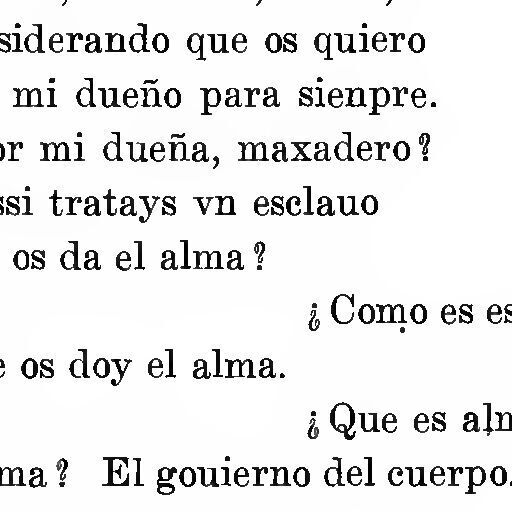 siderando que os quiero
mi dueño para sienpre.
or mi dueña, maxadero?
ssi tratays vn esclauo
os da el alma?
¿Como es es
e os doy el alma.
¿Que es alm
ma? El gouierno del cuerpo.